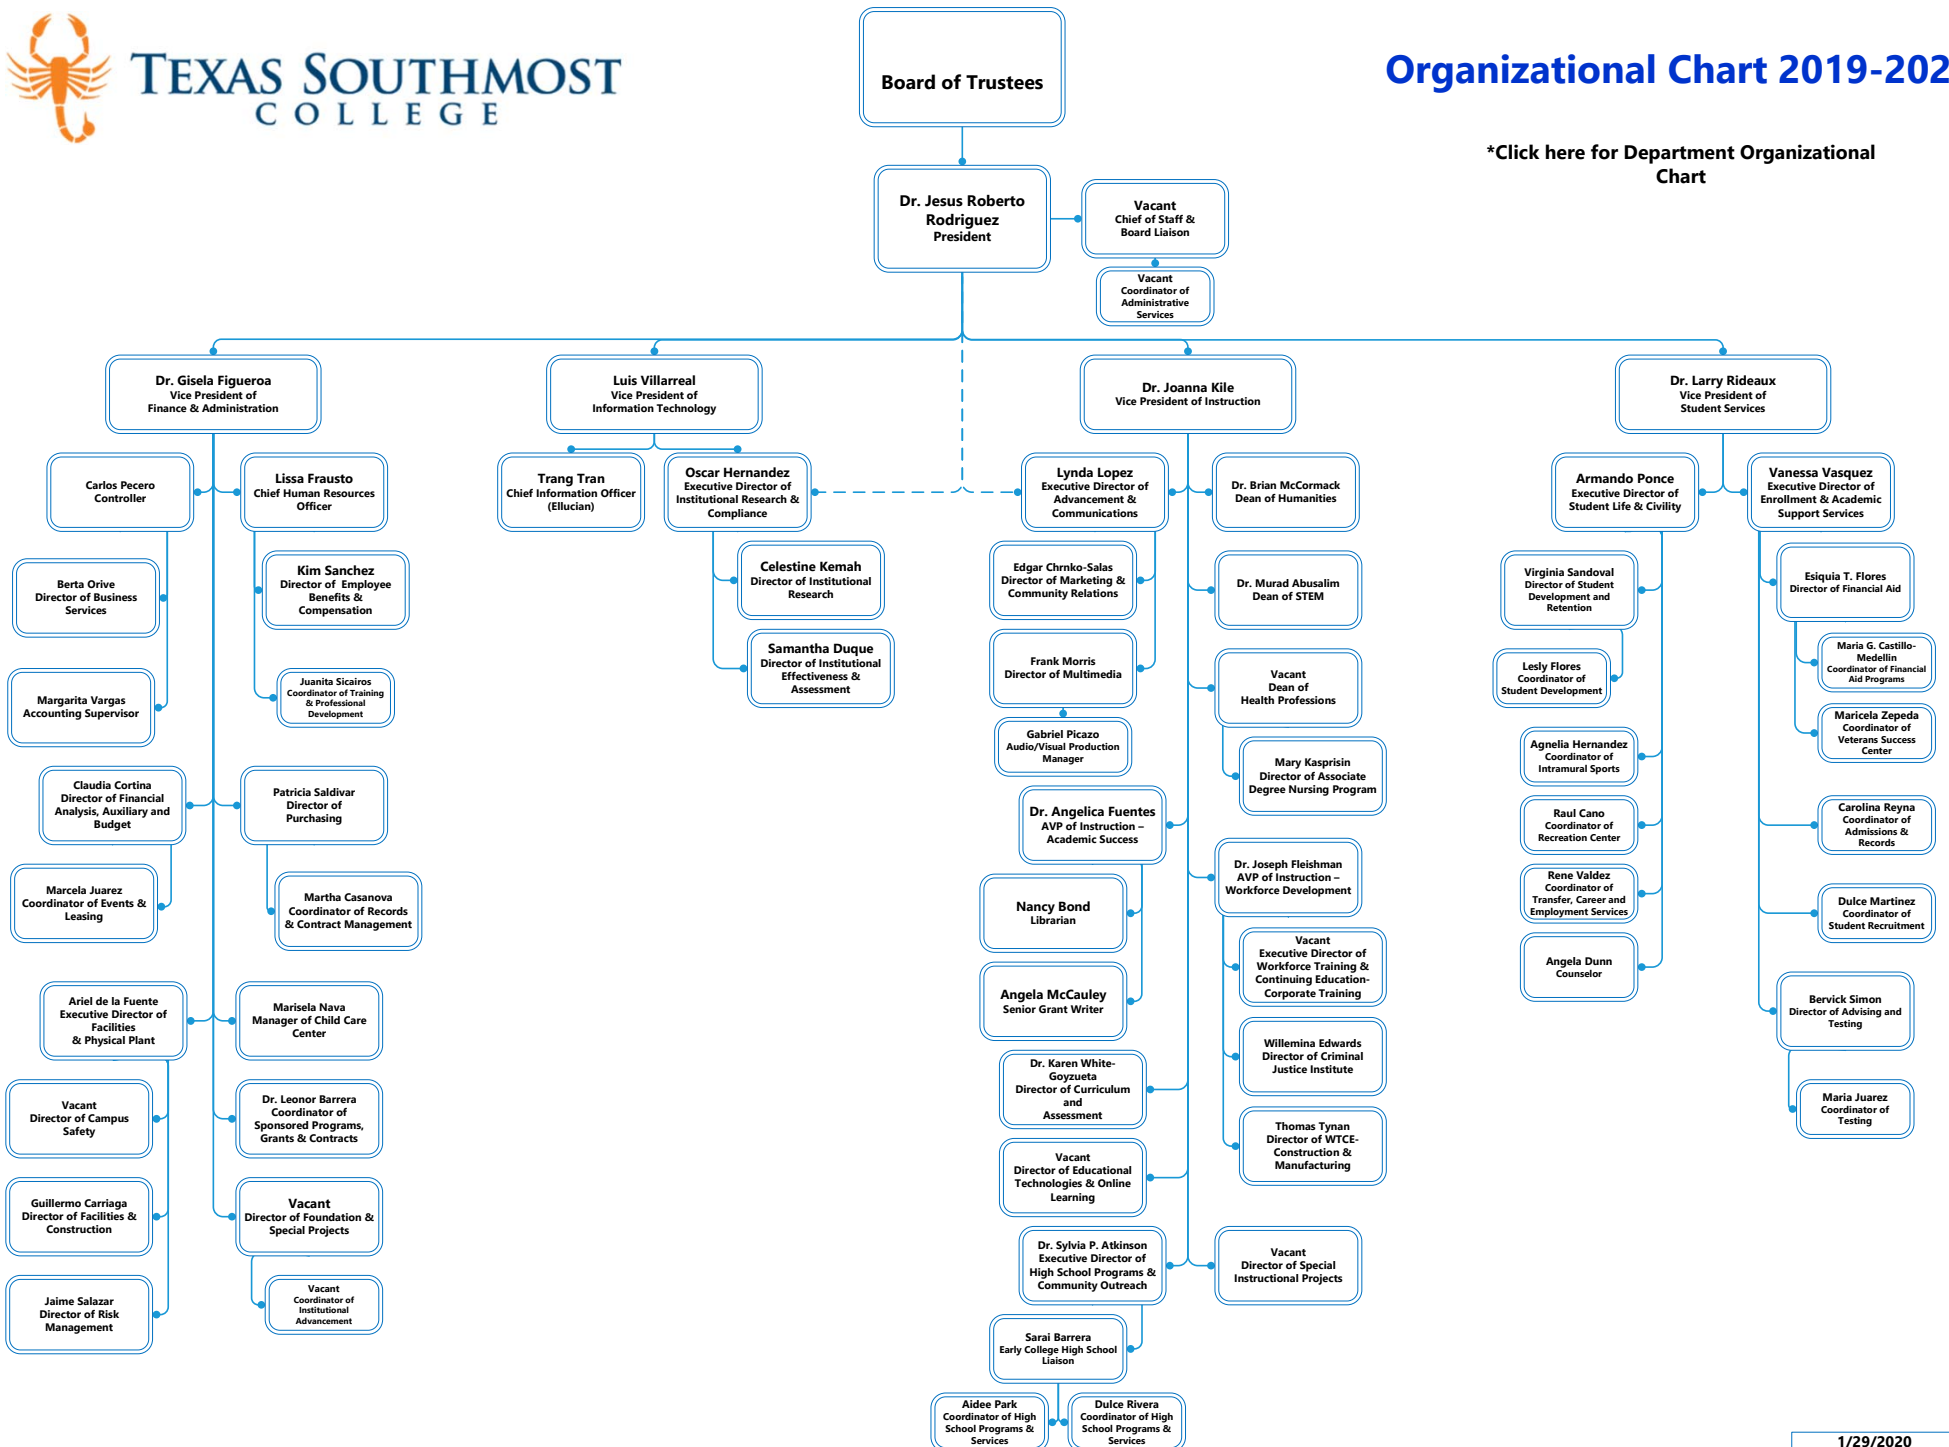 TEXAS SOUTHMOST
COLLEGE
Board of Trustees
Organizational Chart 2019-202
*Click here for Department Organizational
Chart
Dr. Jesus Roberto
Rodriguez
President
Vacant
Chief of Staff &
Board Liaison
Vacant
Coordinator of
Administrative
Services
Dr. Gisela Figueroa
Vice President of
Finance & Administration
Luis Villarreal
Vice President of
Information Technology
Dr. Joanna Kile
Vice President of Instruction
Dr. Larry Rideaux
Vice President of
Student Services
Carlos Pecero
Controller
Lissa Frausto
Chief Human Resources
Officer
Berta Orive
Director of Business
Services
Kim Sanchez
Director of Employee
Benefits &
Compensation
Margarita Vargas
Accounting Supervisor
Juanita Sicairos
Coordinator of Training
& Professional
Development
Claudia Cortina
Director of Financial
Analysis, Auxiliary and
Budget
Patricia Saldivar
Director of
Purchasing
Marcela Juarez
Coordinator of Events &
Leasing
Martha Casanova
Coordinator of Records
& Contract Management
Ariel de la Fuente
Executive Director of
Facilities
& Physical Plant
Marisela Nava
Manager of Child Care
Center
Vacant
Director of Campus
Safety
Dr. Leonor Barrera
Coordinator of
Sponsored Programs,
Grants & Contracts
Guillermo Carriaga
Director of Facilities &
Construction
Vacant
Director of Foundation &
Special Projects
Jaime Salazar
Director of Risk
Management
Vacant
Coordinator of
Institutional
Advancement
Trang Tran
Chief Information Officer
(Ellucian)
Oscar Hernandez
Executive Director of
Institutional Research &
Compliance
Celestine Kemah
Director of Institutional
Research
Samantha Duque
Director of Institutional
Effectiveness &
Assessment
Lynda Lopez
Executive Director of
Advancement &
Communications
Dr. Brian McCormack
Dean of Humanities
Edgar Chrnko-Salas
Director of Marketing &
Community Relations
Dr. Murad Abusalim
Dean of STEM
Frank Morris
Director of Multimedia
Vacant
Dean of
Health Professions
Gabriel Picazo
Audio/Visual Production
Manager
Mary Kasprisin
Director of Associate
Degree Nursing Program
Dr. Angelica Fuentes
AVP of Instruction –
Academic Success
Dr. Joseph Fleishman
AVP of Instruction –
Workforce Development
Nancy Bond
Librarian
Vacant
Executive Director of
Workforce Training &
Continuing Education-
Corporate Training
Angela McCauley
Senior Grant Writer
Willemina Edwards
Director of Criminal
Justice Institute
Dr. Karen White-
Goyzueta
Director of Curriculum
and
Assessment
Thomas Tynan
Director of WTCE-
Construction &
Manufacturing
Vacant
Director of Educational
Technologies & Online
Learning
Dr. Sylvia P. Atkinson
Executive Director of
High School Programs &
Community Outreach
Vacant
Director of Special
Instructional Projects
Sarai Barrera
Early College High School
Liaison
Aidee Park
Coordinator of High
School Programs &
Services
Dulce Rivera
Coordinator of High
School Programs &
Services
Armando Ponce
Executive Director of
Student Life & Civility
Vanessa Vasquez
Executive Director of
Enrollment & Academic
Support Services
Virginia Sandoval
Director of Student
Development and
Retention
Esiquia T. Flores
Director of Financial Aid
Lesly Flores
Coordinator of
Student Development
Maria G. Castillo-
Medellin
Coordinator of Financial
Aid Programs
Agnelia Hernandez
Coordinator of
Intramural Sports
Maricela Zepeda
Coordinator of
Veterans Success
Center
Raul Cano
Coordinator of
Recreation Center
Carolina Reyna
Coordinator of
Admissions &
Records
Rene Valdez
Coordinator of
Transfer, Career and
Employment Services
Dulce Martinez
Coordinator of
Student Recruitment
Angela Dunn
Counselor
Bervick Simon
Director of Advising and
Testing
Maria Juarez
Coordinator of
Testing
1/29/2020